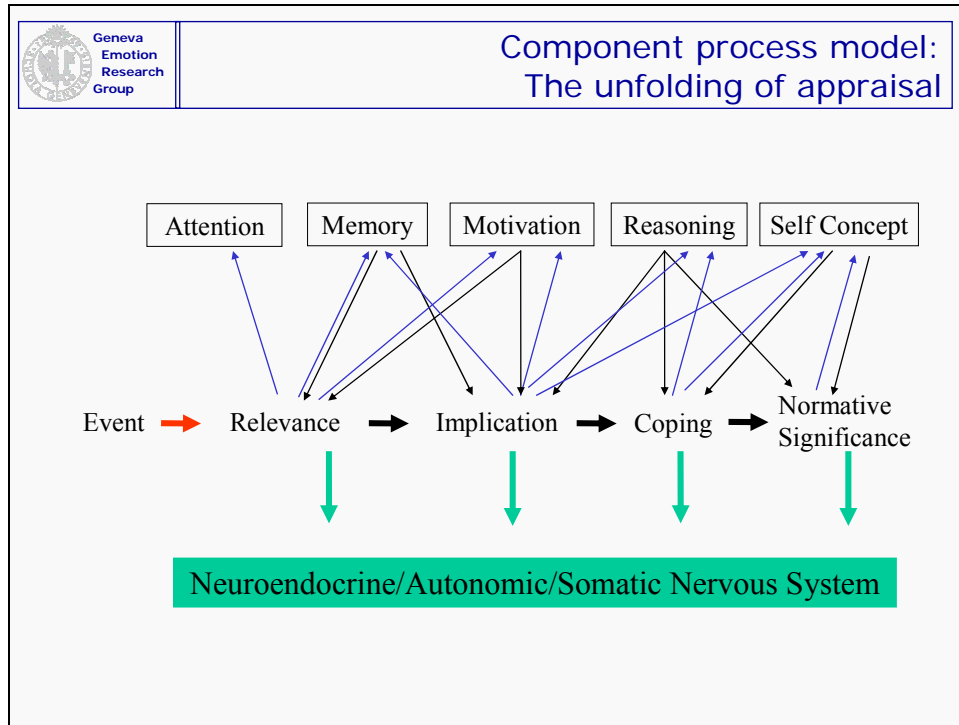 Geneva
Emotion
Research
Group
Component process model:
The unfolding of appraisal
Attention
Memory
Motivation
Reasoning
Self Concept
Event
Relevance
Implication
Coping
Normative
Significance
Neuroendocrine/Autonomic/Somatic Nervous System